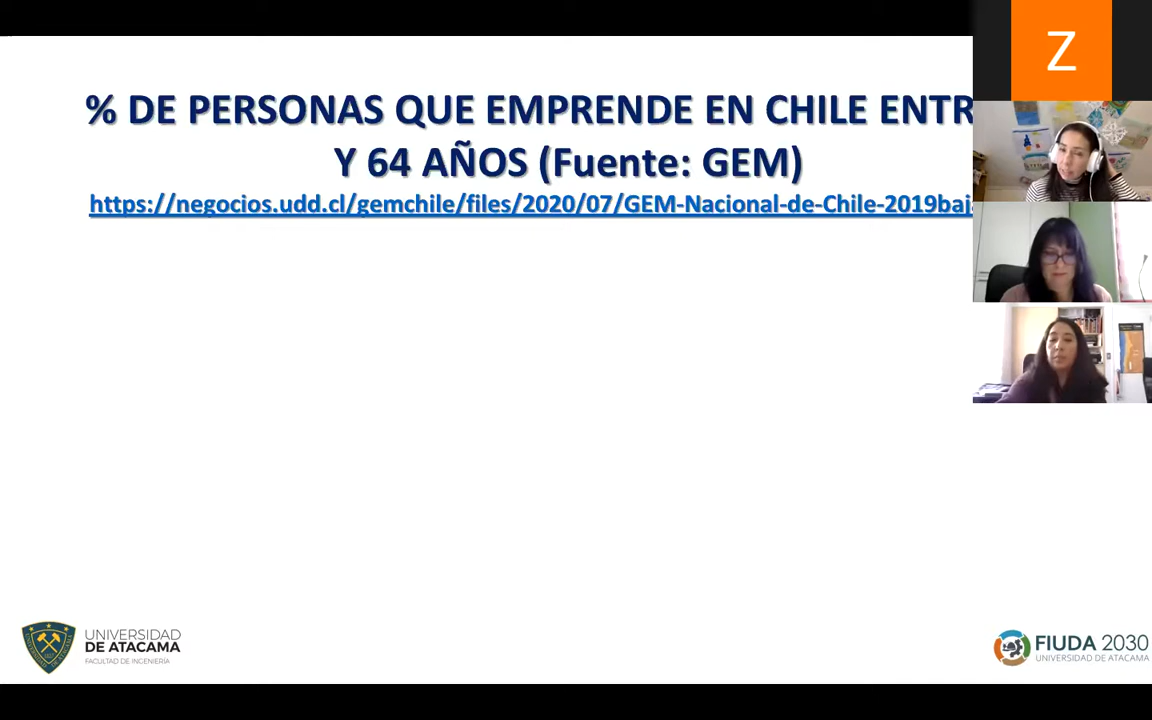 % DE PERSONAS QUE EMPRENDE EN CHILE ENTR
Y 64 AÑOS (Fuente: GEM)
https://negocios.udd.cl/gemchile/files/2020/07/GEM-Nacional-de-Chile-2019baj
Z
UNIVERSIDAD
DE ATACAMA
FACULTAD DE INGENIERÍA
FIUDA 2030
UNIVERSIDAD DE ATACAMA